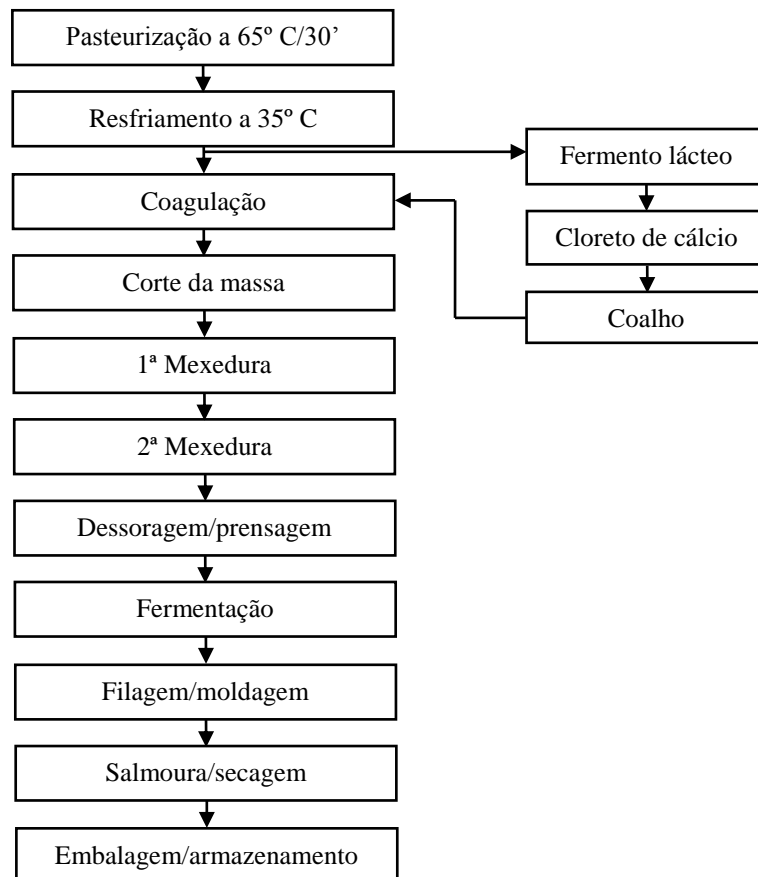 Pasteurização a 65º C/30’
Resfriamento a 35º C
Fermento lácteo
Coagulação
Cloreto de cálcio
Corte da massa
Coalho
1ª Mexedura
2ª Mexedura
Dessoragem/prensagem
Fermentação
Filagem/moldagem
Salmoura/secagem
Embalagem/armazenamento